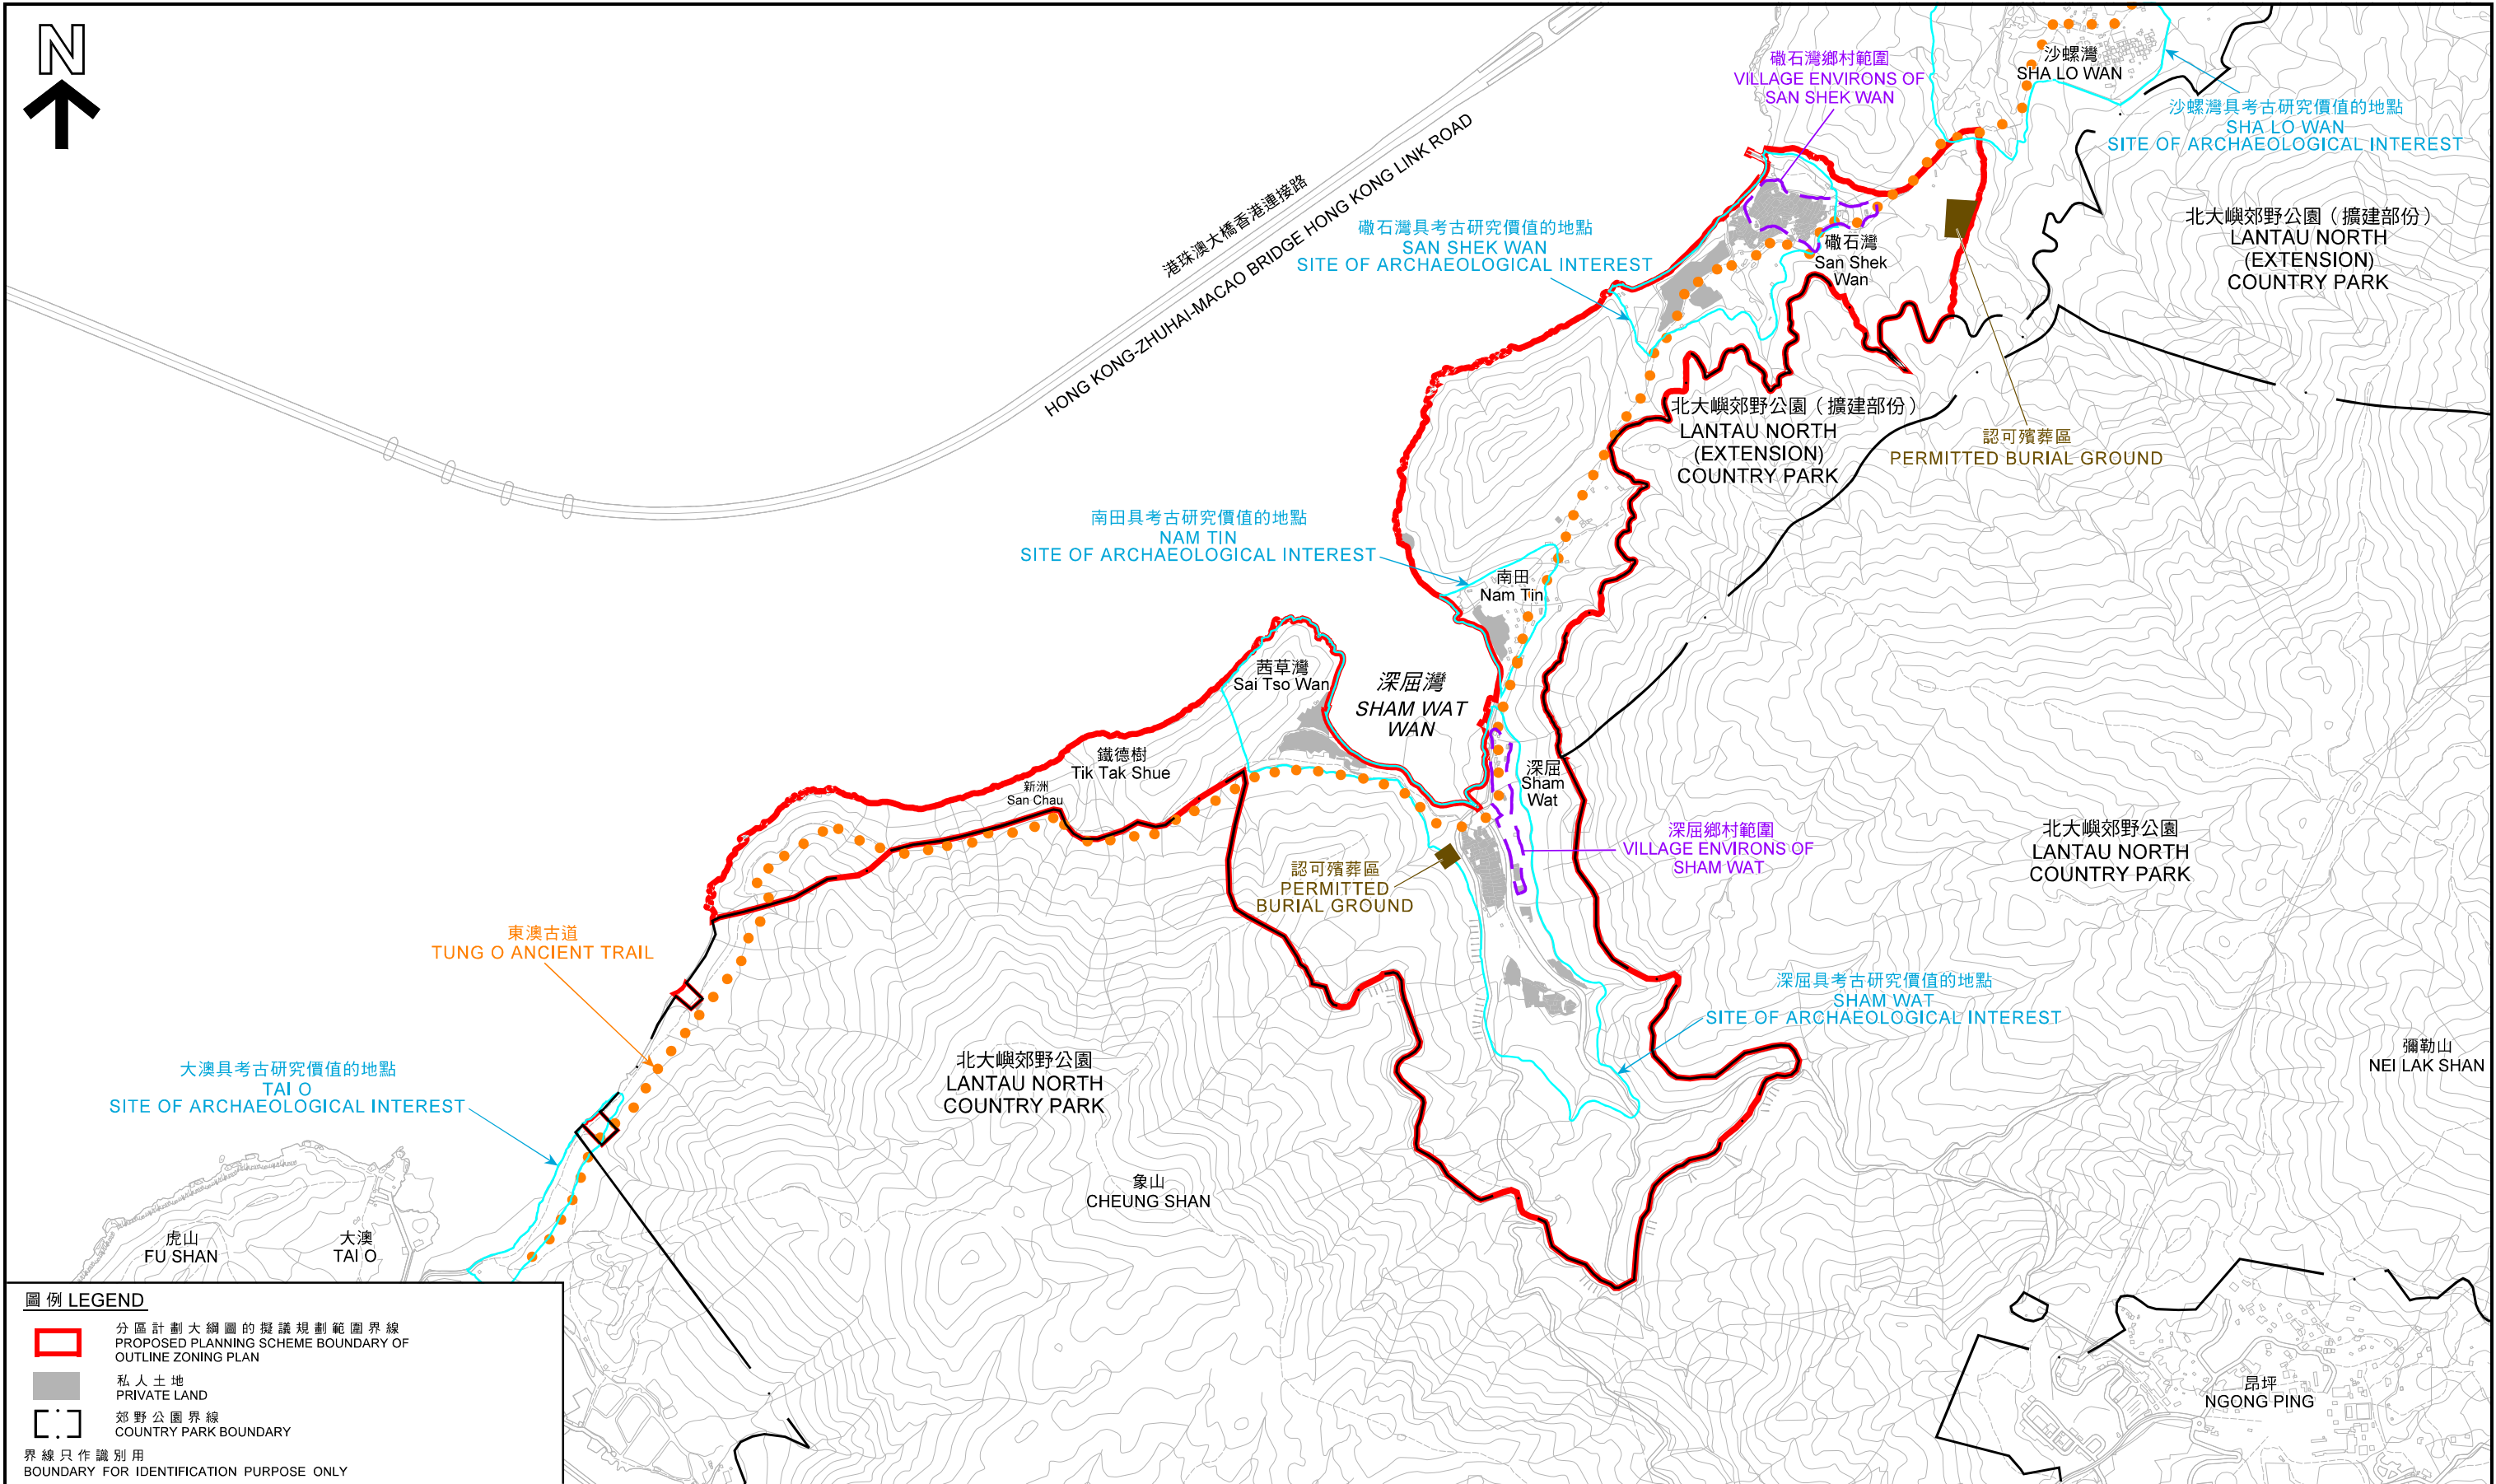 N
沙螺灣
SHA LO WAN
礮石灣鄉村範圍
VILLAGE ENVIRONS OF
SAN SHEK WAN
沙螺灣具考古研究價值的地點
SHA LO WAN
SITE OF ARCHAEOLOGICAL INTEREST
港珠澳大橋香港連接路
HONG KONG-ZHUHAI-MACAO BRIDGE HONG KONG LINK ROAD
礮石灣具考古研究價值的地點
SAN SHEK WAN
SITE OF ARCHAEOLOGICAL INTEREST
礮石灣
San Shek
Wan
北大嶼郊野公園（擴建部份）
LANTAU NORTH
(EXTENSION)
COUNTRY PARK
北大嶼郊野公園（擴建部份）
LANTAU NORTH
(EXTENSION)
COUNTRY PARK
認可殯葬區
PERMITTED BURIAL GROUND
南田具考古研究價值的地點
NAM TIN
SITE OF ARCHAEOLOGICAL INTEREST
南田
Nam Tin
茜草灣
Sai Tso Wan
深屈灣
SHAM WAT
WAN
鐵德樹
Tik Tak Shue
新洲
San Chau
深屈
Sham
Wat
深屈鄉村範圍
VILLAGE ENVIRONS OF
SHAM WAT
北大嶼郊野公園
LANTAU NORTH
COUNTRY PARK
認可殯葬區
PERMITTED
BURIAL GROUND
東澳古道
TUNG O ANCIENT TRAIL
深屈具考古研究價值的地點
SHAM WAT
SITE OF ARCHAEOLOGICAL INTEREST
彌勒山
NEI LAK SHAN
大澳具考古研究價值的地點
TAI O
SITE OF ARCHAEOLOGICAL INTEREST
北大嶼郊野公園
LANTAU NORTH
COUNTRY PARK
象山
CHEUNG SHAN
虎山
FU SHAN
大澳
TAI O
昂坪
NGONG PING
圖例 LEGEND
分區計劃大綱圖的擬議規劃範圍界線
PROPOSED PLANNING SCHEME BOUNDARY OF
OUTLINE ZONING PLAN
私人土地
PRIVATE LAND
郊野公園界線
COUNTRY PARK BOUNDARY
界線只作識別用
BOUNDARY FOR IDENTIFICATION PURPOSE ONLY